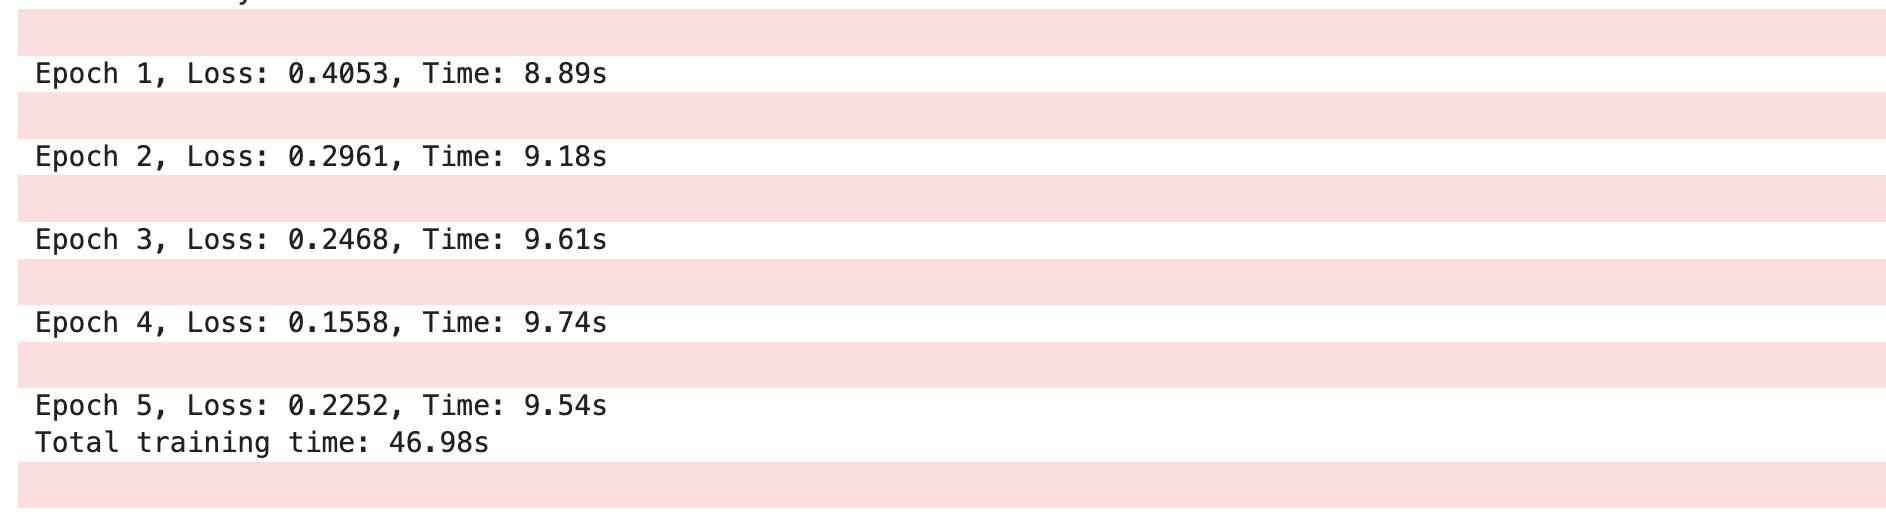 Epoch 1, Loss: 0.4053, Time: 8.89s
Epoch 2, Loss: 0.2961, Time: 9.18s
Epoch 3, Loss: 0.2468, Time: 9.61s
Epoch 4, Loss: 0.1558, Time: 9.74s
Epoch 5, Loss: 0.2252, Time: 9.54s
Total training time: 46.98s